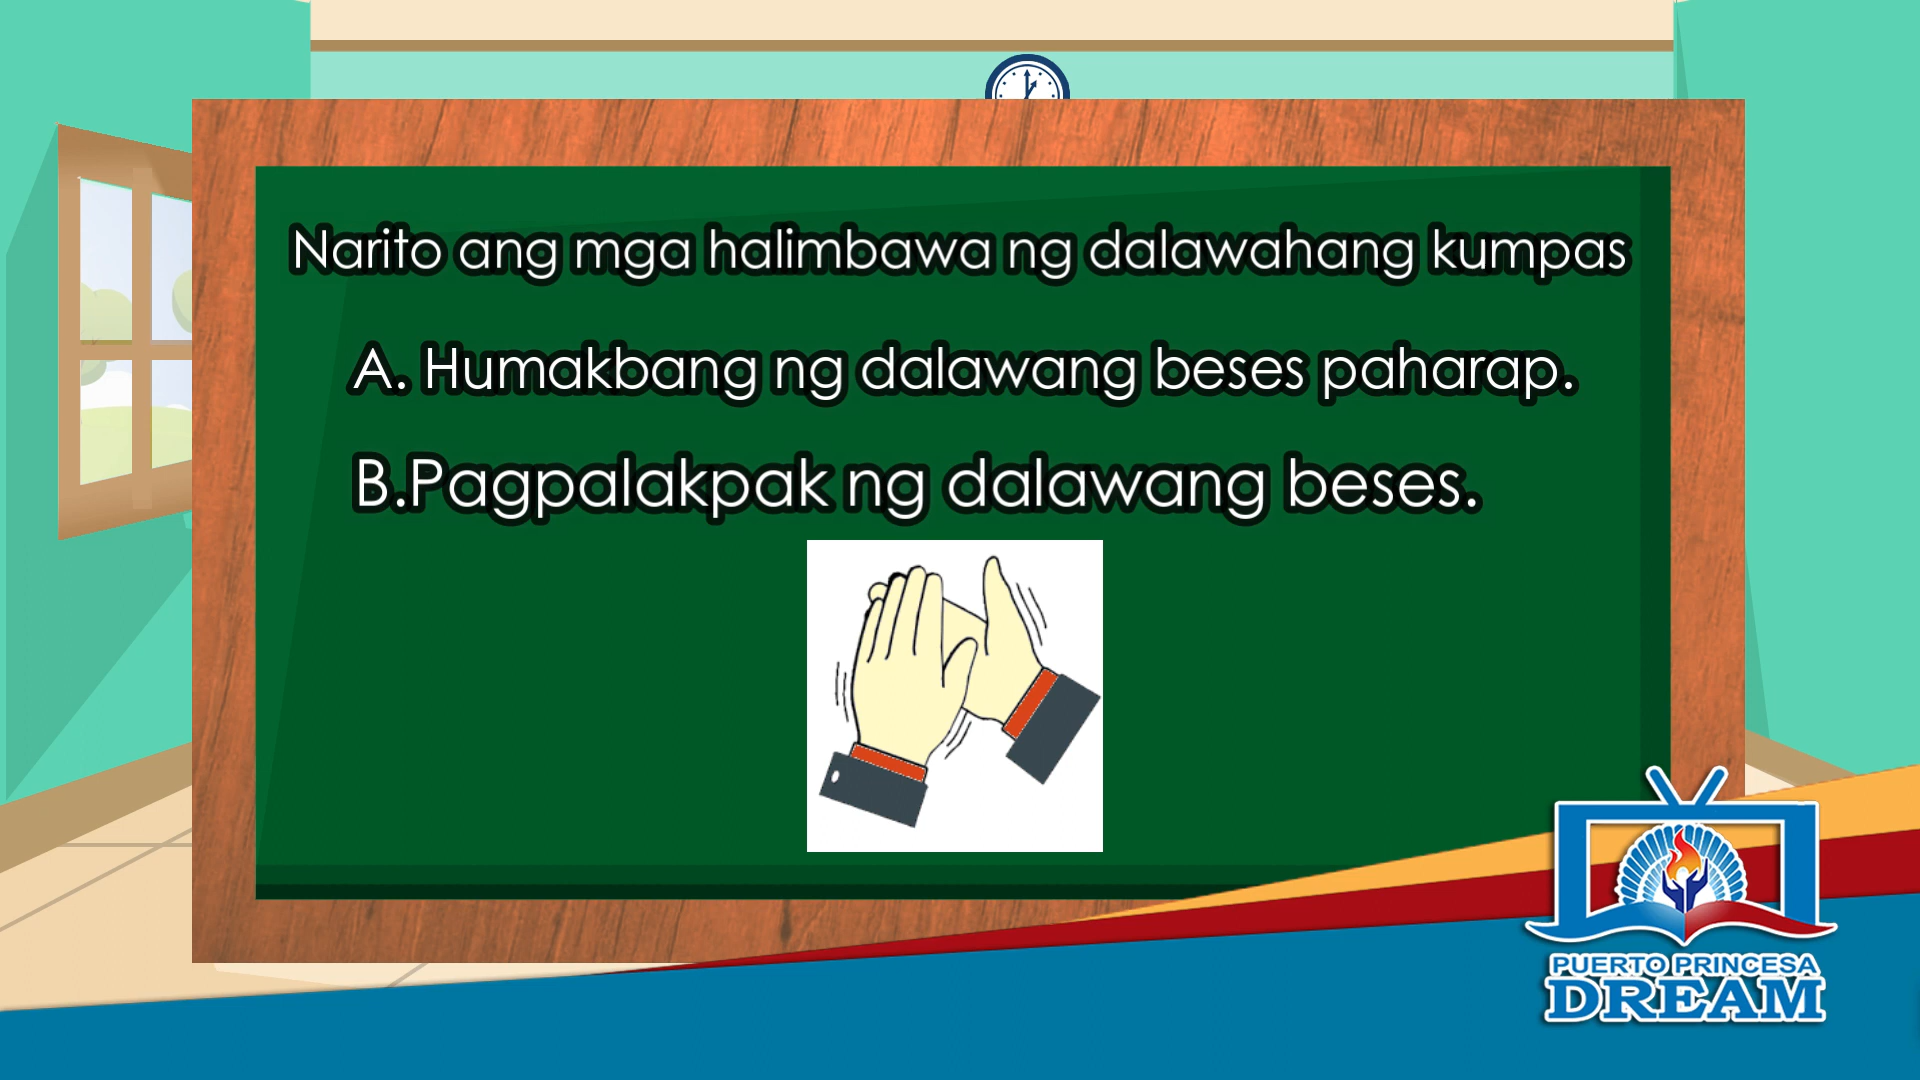 Narito ang mga halimbawa ng dalawahang kumpas
A. Humakbang ng dalawang beses paharap.
B.Pagpalakpak ng dalawang beses.
PUERTO PRINCESA
DREAM